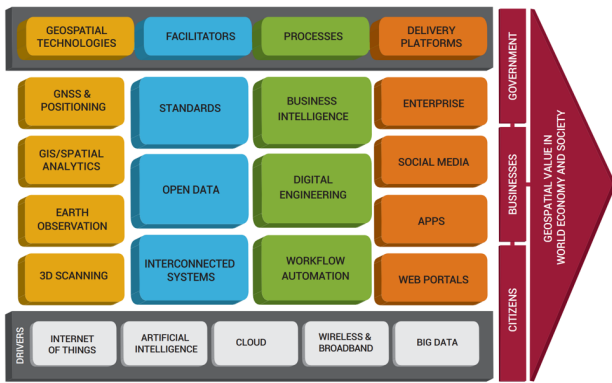 GEOSPATIAL
TECHNOLOGIES
FACILITATORS
PROCESSES
DELIVERY
PLATFORMS
GNSS &
POSITIONING
GIS/SPATIAL
ANALYTICS
EARTH
OBSERVATION
3D SCANNING
STANDARDS
OPEN DATA
INTERCONNECTED
SYSTEMS
BUSINESS
INTELLIGENCE
DIGITAL
ENGINEERING
WORKFLOW
AUTOMATION
ENTERPRISE
SOCIAL MEDIA
APPS
WEB PORTALS
GOVERNMENT
BUSINESSES
CITIZENS
GEOSPATIAL VALUE IN
WORLD ECONOMY AND SOCIETY
DRIVERS
INTERNET
OF THINGS
ARTIFICIAL
INTELLIGENCE
CLOUD
WIRELESS &
BROADBAND
BIG DATA